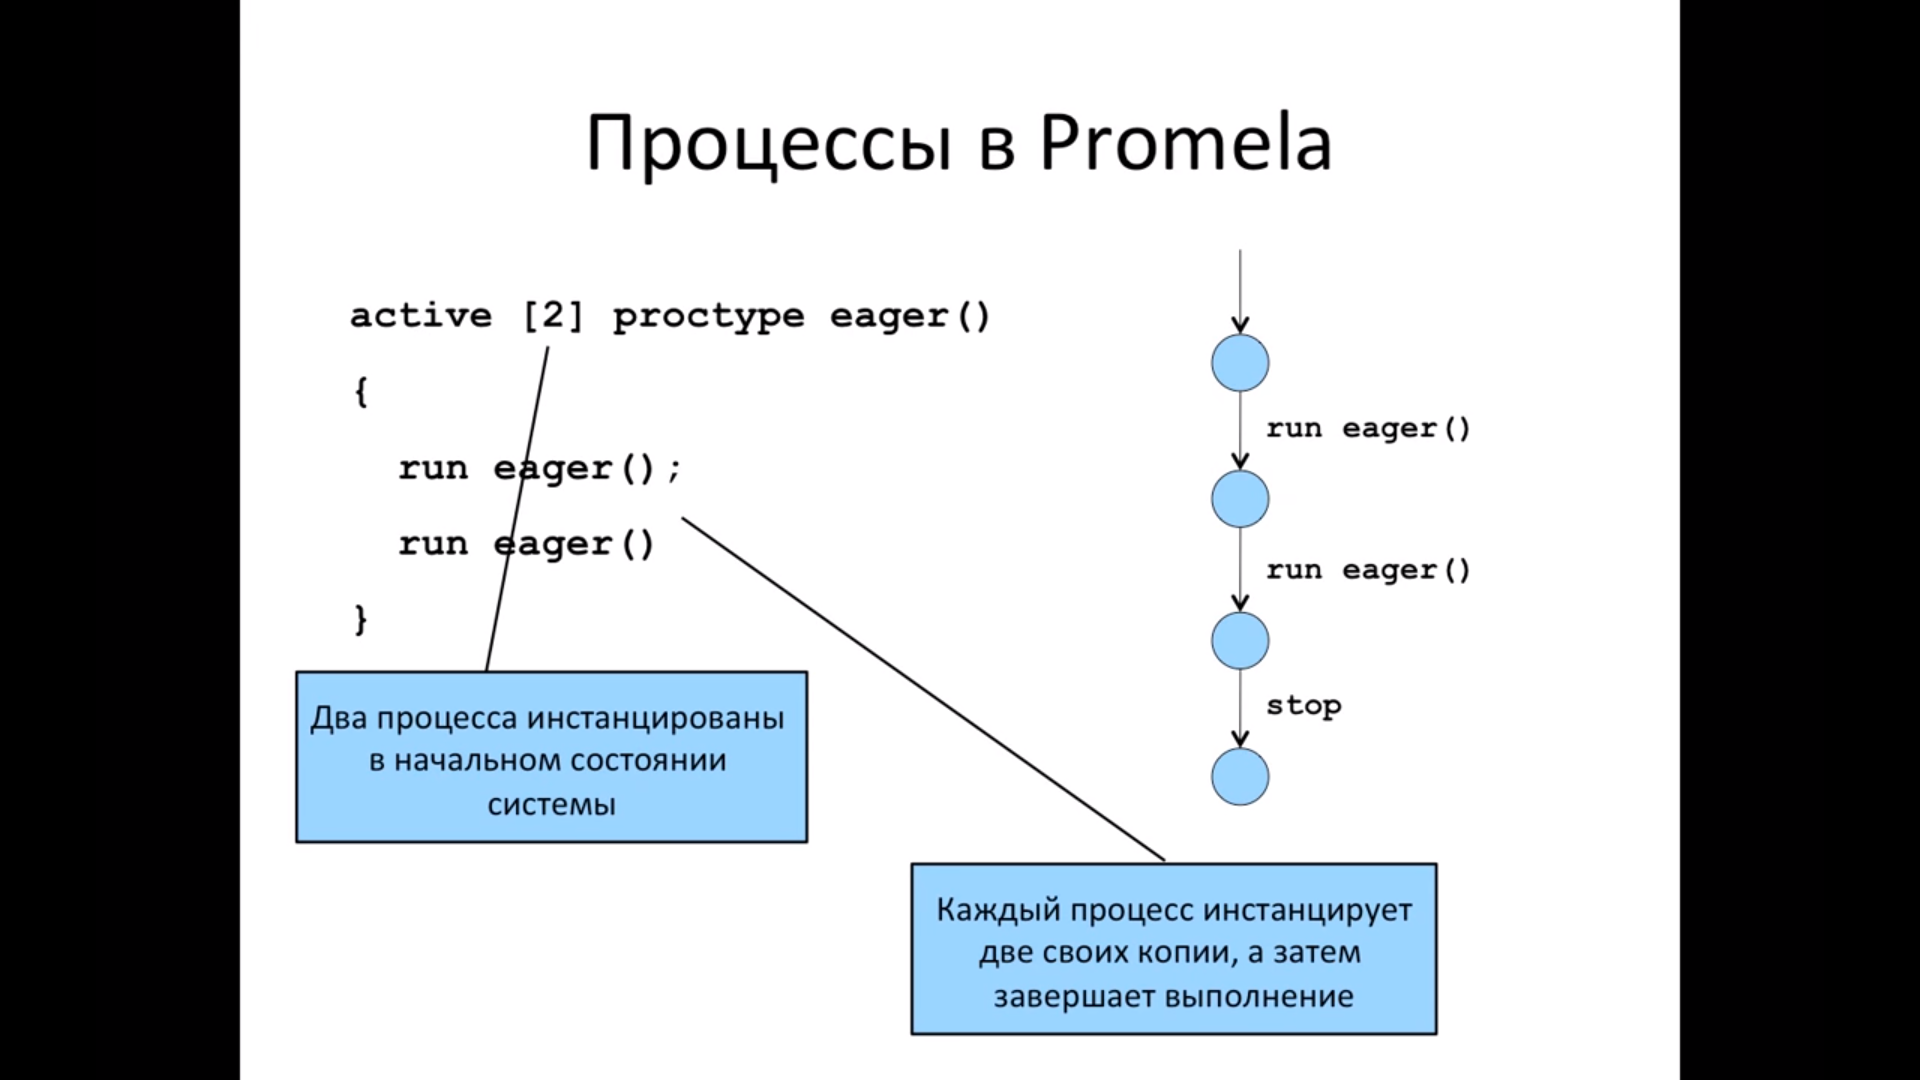 Процессы в Promela
active [2] proctype eager()
{
run eager();
run eager()
}
Два процесса инстанцированы
в начальном состоянии
системы
run eager()
run eager()
stop
Каждый процесс инстанцирует
две своих копии, а затем
завершает выполнение